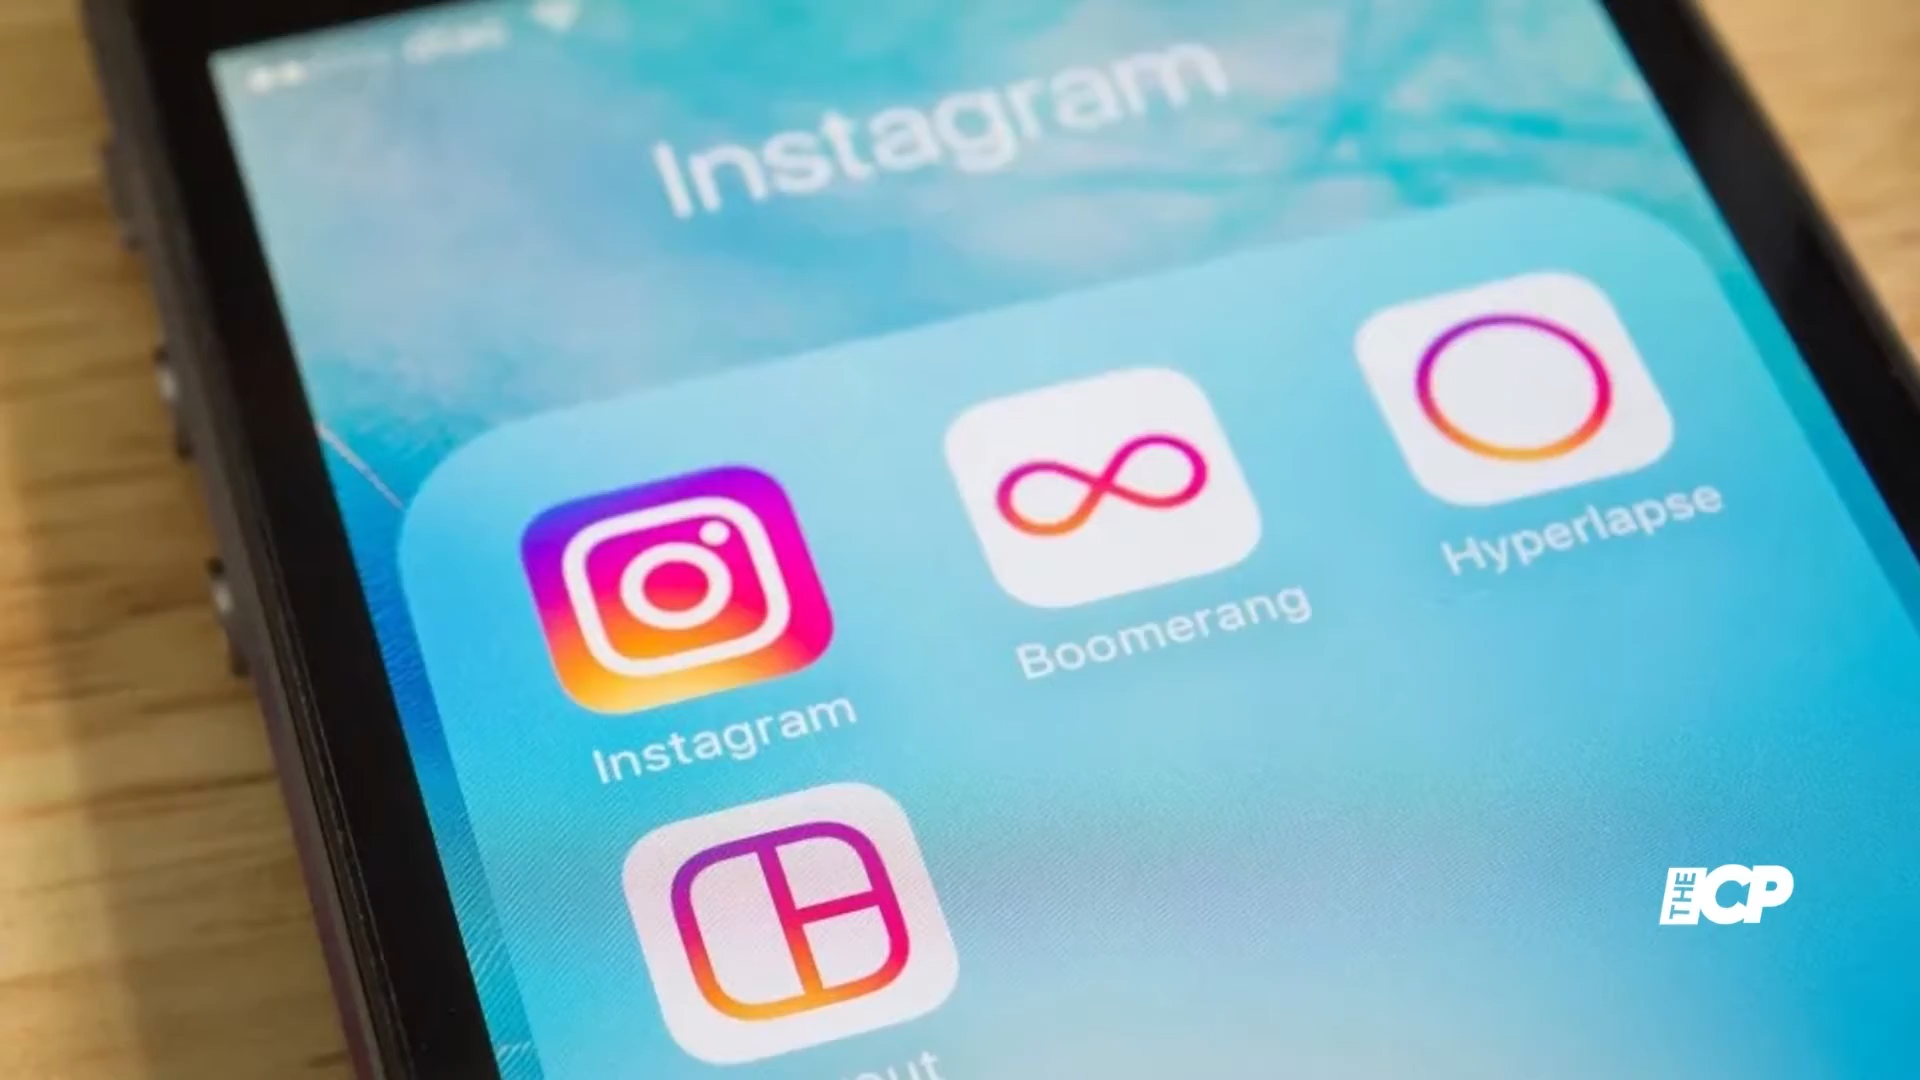 Instagram
Instagram
Boomerang
Hyperlapse
THE
CP